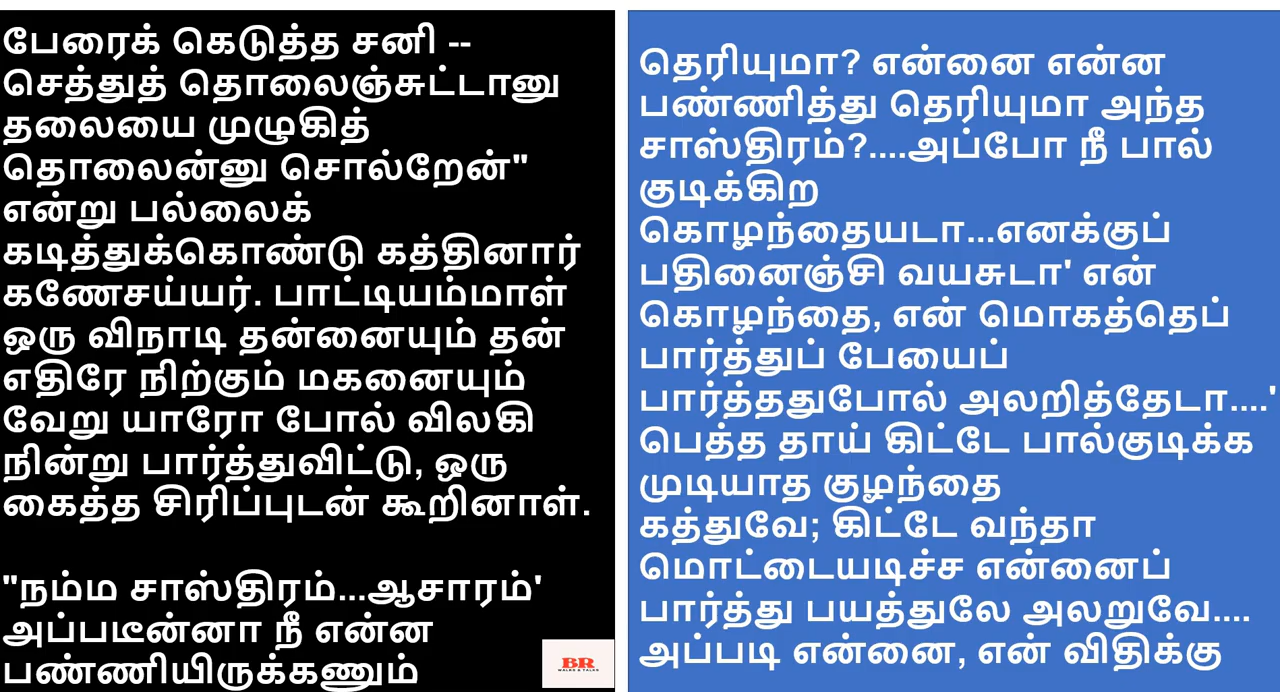 பேரைக் கெடுத்த சனி --
செத்துத் தொலைஞ்சுட்டானு
தலையை முழுகித்
தொலைன்னு சொல்றேன்"
என்று பல்லைக்
கடித்துக்கொண்டு கத்தினார்
கணேசய்யர். பாட்டியம்மாள்
ஒரு விநாடி தன்னையும் தன்
எதிரே நிற்கும் மகனையும்
வேறு யாரோ போல் விலகி
நின்று பார்த்துவிட்டு, ஒரு
கைத்த சிரிப்புடன் கூறினாள்.
"நம்ம சாஸ்திரம்...ஆசாரம்'
அப்படீன்னா நீ என்ன
பண்ணியிருக்கணும்
BR
WALKS & TALKS
தெரியுமா? என்னை என்ன
பண்ணித்து தெரியுமா அந்த
சாஸ்திரம்?....அப்போ நீ பால்
குடிக்கிற
கொழந்தையடா...எனக்குப்
பதினைஞ்சி வயசுடா' என்
கொழந்தை, என் மொகத்தெப்
பார்த்துப் பேயைப்
பார்த்ததுபோல் அலறித்தேடா....'
பெத்த தாய் கிட்டே பால்குடிக்க
முடியாத குழந்தை
கத்துவே; கிட்டே வந்தா
மொட்டையடிச்ச என்னைப்
பார்த்து பயத்துலே அலறுவே....
அப்படி என்னை, என் விதிக்கு